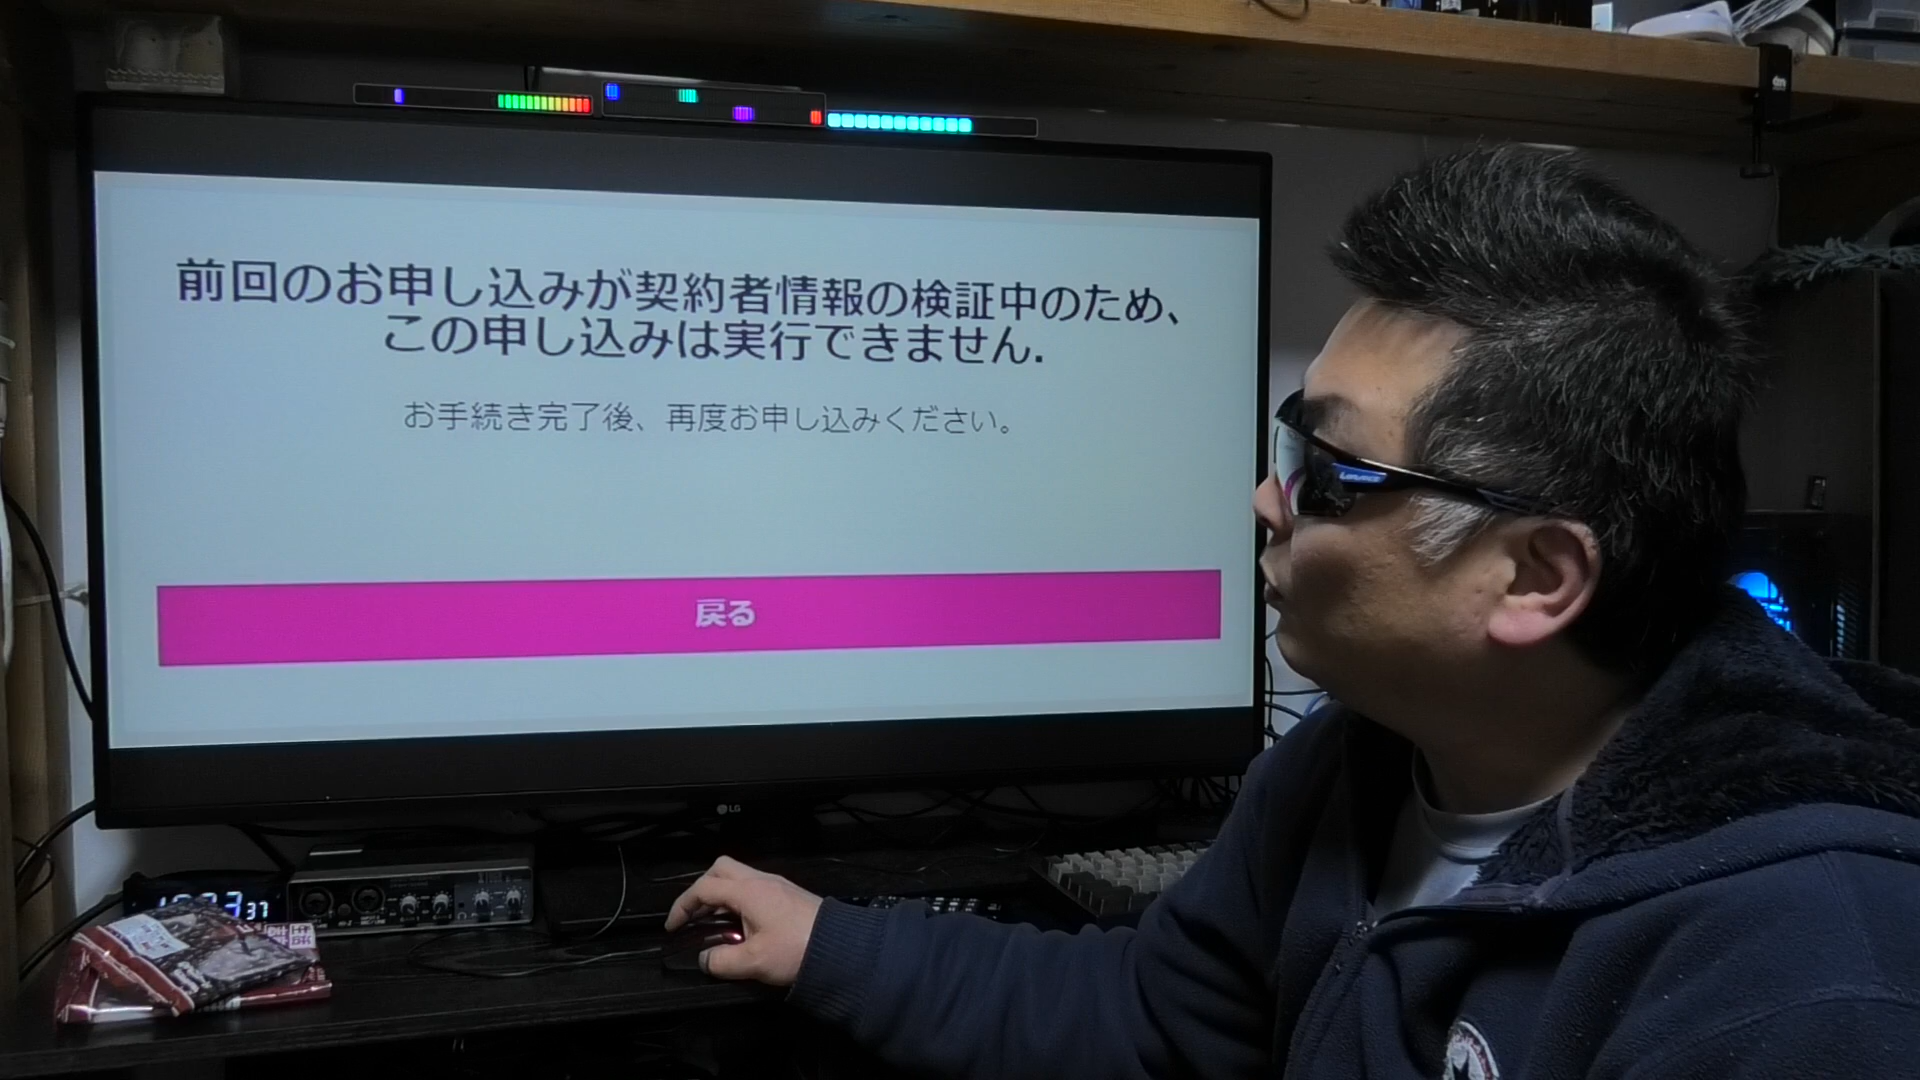 前回のお申し込みが契約者情報の検証中のため、
この申し込みは実行できません.
お手続き完了後、再度お申し込みください。
戻る
LG
37